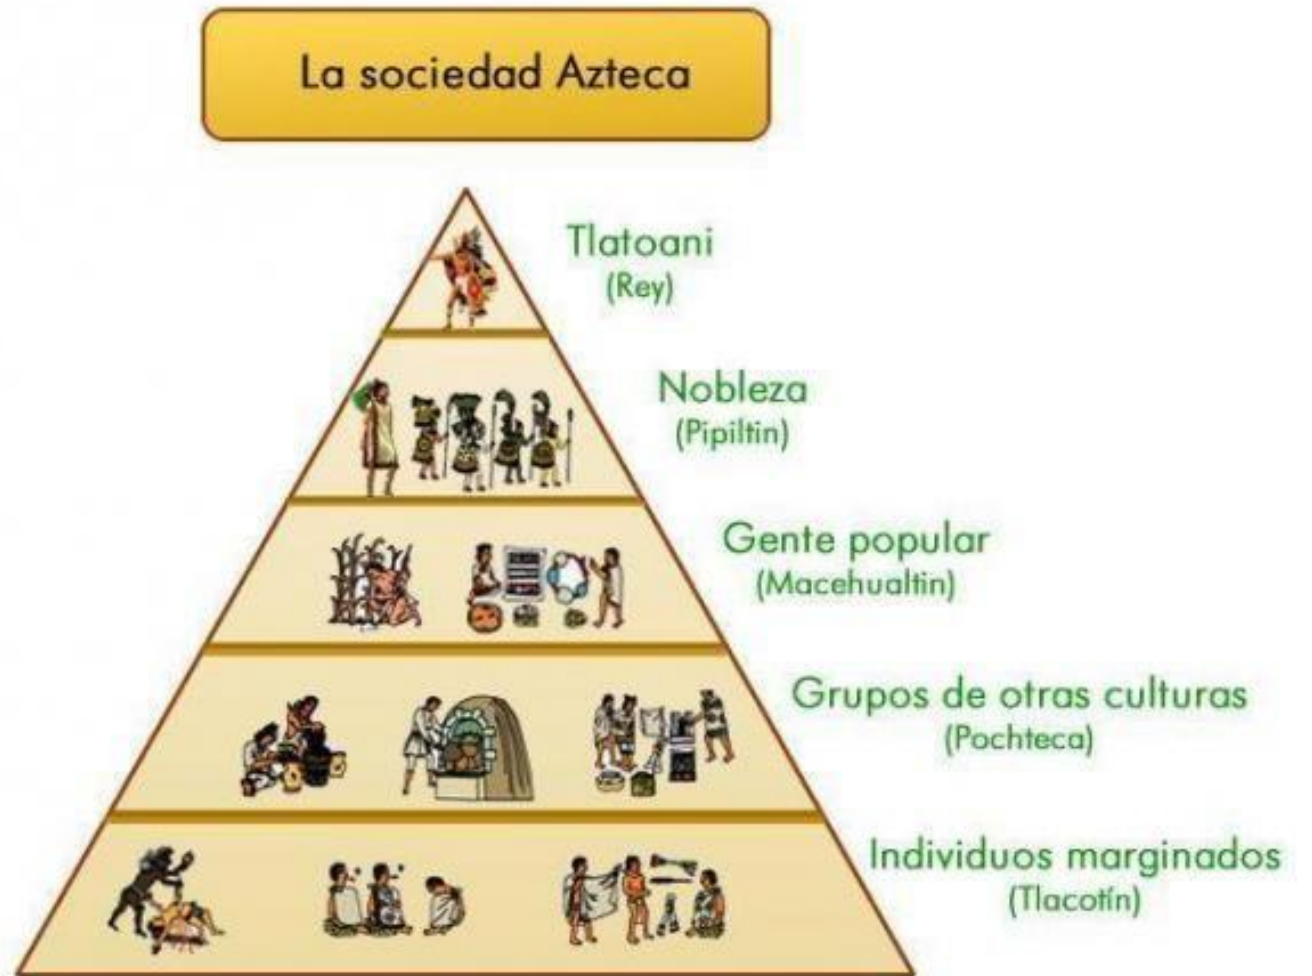 La sociedad Azteca
Tlatoani
(Rey)
Nobleza
(Pipiltin)
Gente popular
(Macehualtin)
Grupos de otras culturas
(Pochteca)
Individuos marginados
(Tlacotín)